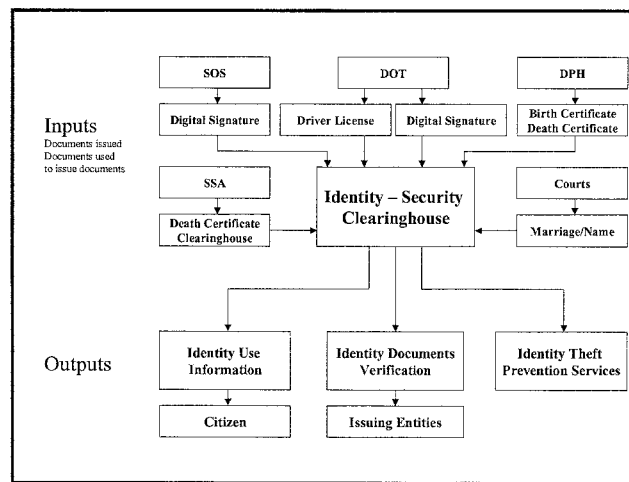 SOS
DOT
DPH
Inputs
Documents issued
Documents used
to issue documents
Digital Signature
Driver License
Digital Signature
Birth Certificate
Death Certificate
SSA
Identity – Security
Clearinghouse
Courts
Death Certificate
Clearinghouse
Marriage/Name
Outputs
Identity Use
Information
Identity Documents
Verification
Identity Theft
Prevention Services
Citizen
Issuing Entities